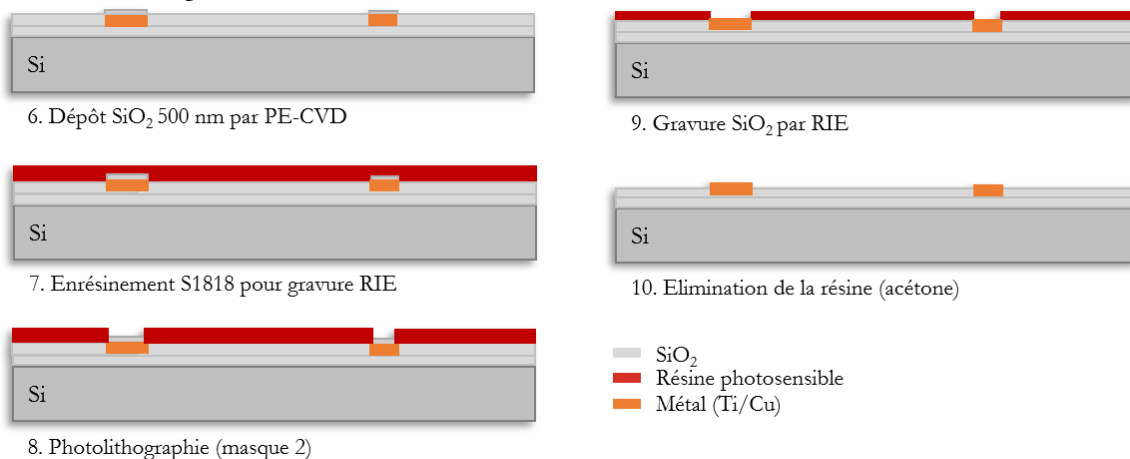 Si
6. Dépôt SiO₂ 500 nm par PE-CVD
Si
7. Enrésinement S1818 pour gravure RIE
Si
8. Photolithographie (masque 2)
Si
9. Gravure SiO₂ par RIE
Si
10. Elimination de la résine (acétone)
SiO₂
Résine photosensible
Métal (Ti/Cu)